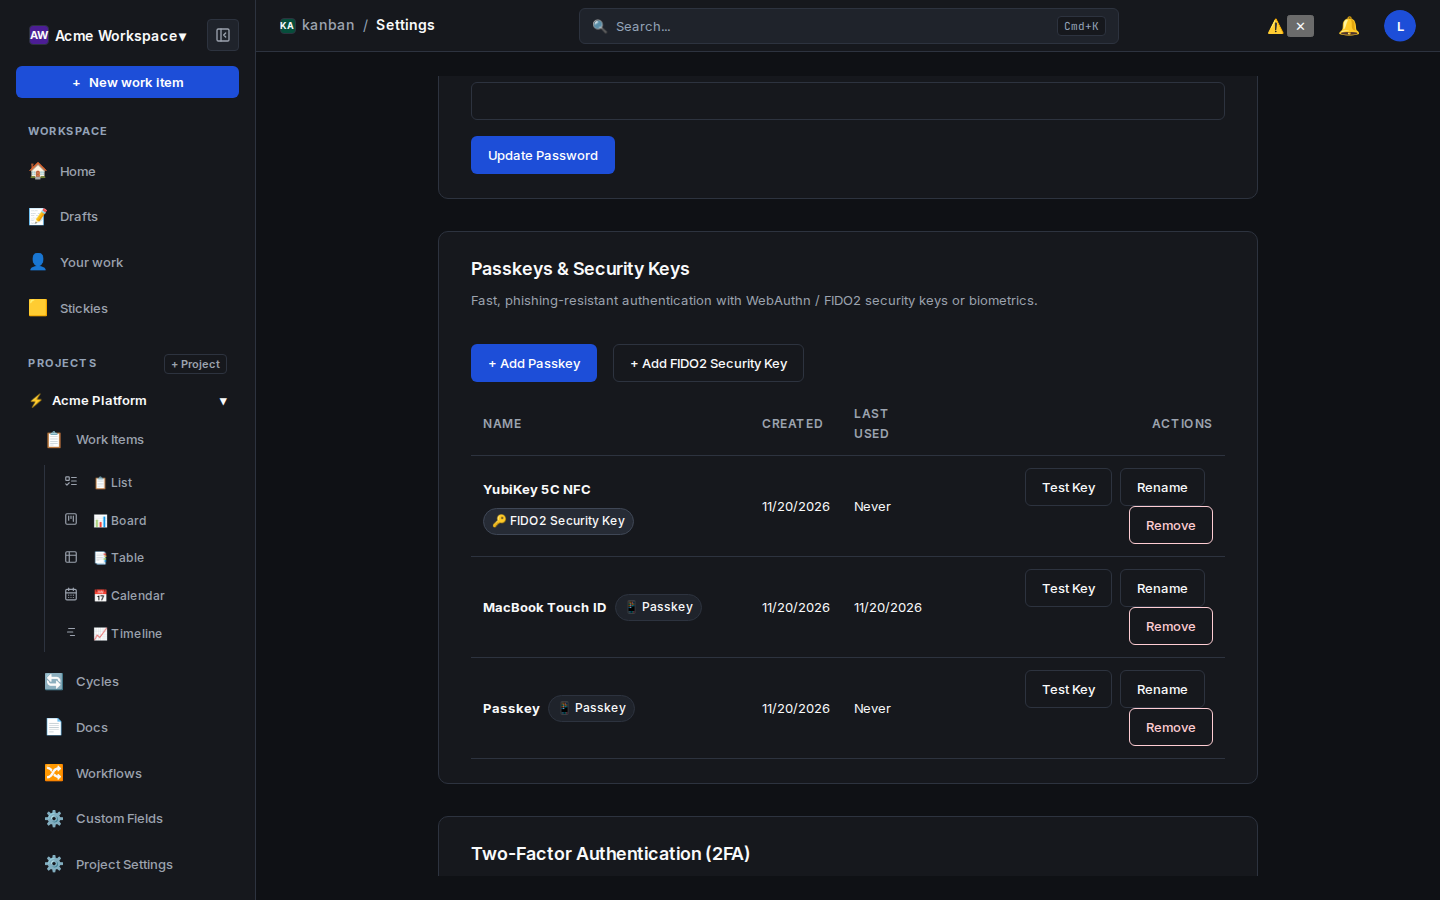 AW Acme Workspace ▾
+ New work item
WORKSPACE
Home
Drafts
Your work
Stickies
PROJECTS
+ Project
Acme Platform ▾
Work Items
List
Board
Table
Calendar
Timeline
Cycles
Docs
Workflows
Custom Fields
Project Settings
KA kanban / Settings
Search...
Cmd+K
✕
L
Update Password
Passkeys & Security Keys
Fast, phishing-resistant authentication with WebAuthn / FIDO2 security keys or biometrics.
+ Add Passkey
+ Add FIDO2 Security Key
NAME CREATED LAST USED ACTIONS
YubiKey 5C NFC
FIDO2 Security Key
11/20/2026 Never
Test Key Rename
Remove
MacBook Touch ID Passkey 11/20/2026 11/20/2026
Test Key Rename
Remove
Passkey Passkey 11/20/2026 Never
Test Key Rename
Remove
Two-Factor Authentication (2FA)